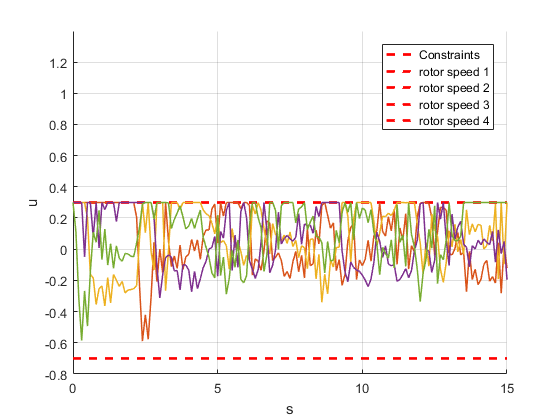 Constraints
rotor speed 1
rotor speed 2
rotor speed 3
rotor speed 4
1.2
1
0.8
0.6
0.4
0.2
0
-0.2
-0.4
-0.6
-0.8
u
0 5 10 15
s